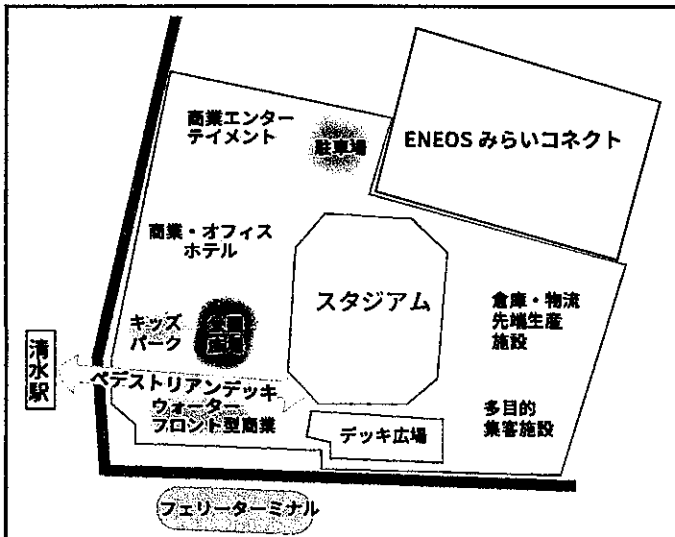 商業エンター
テイメント
駐車場
ENEOS みらいコネクト
商業・オフィス
ホテル
スタジアム
倉庫・物流
先端生産
施設
キッズ
パーク
清水駅
ペデストリアンデッキ
ウォーター
フロント型商業
デッキ広場
多目的
集客施設
フェリーターミナル